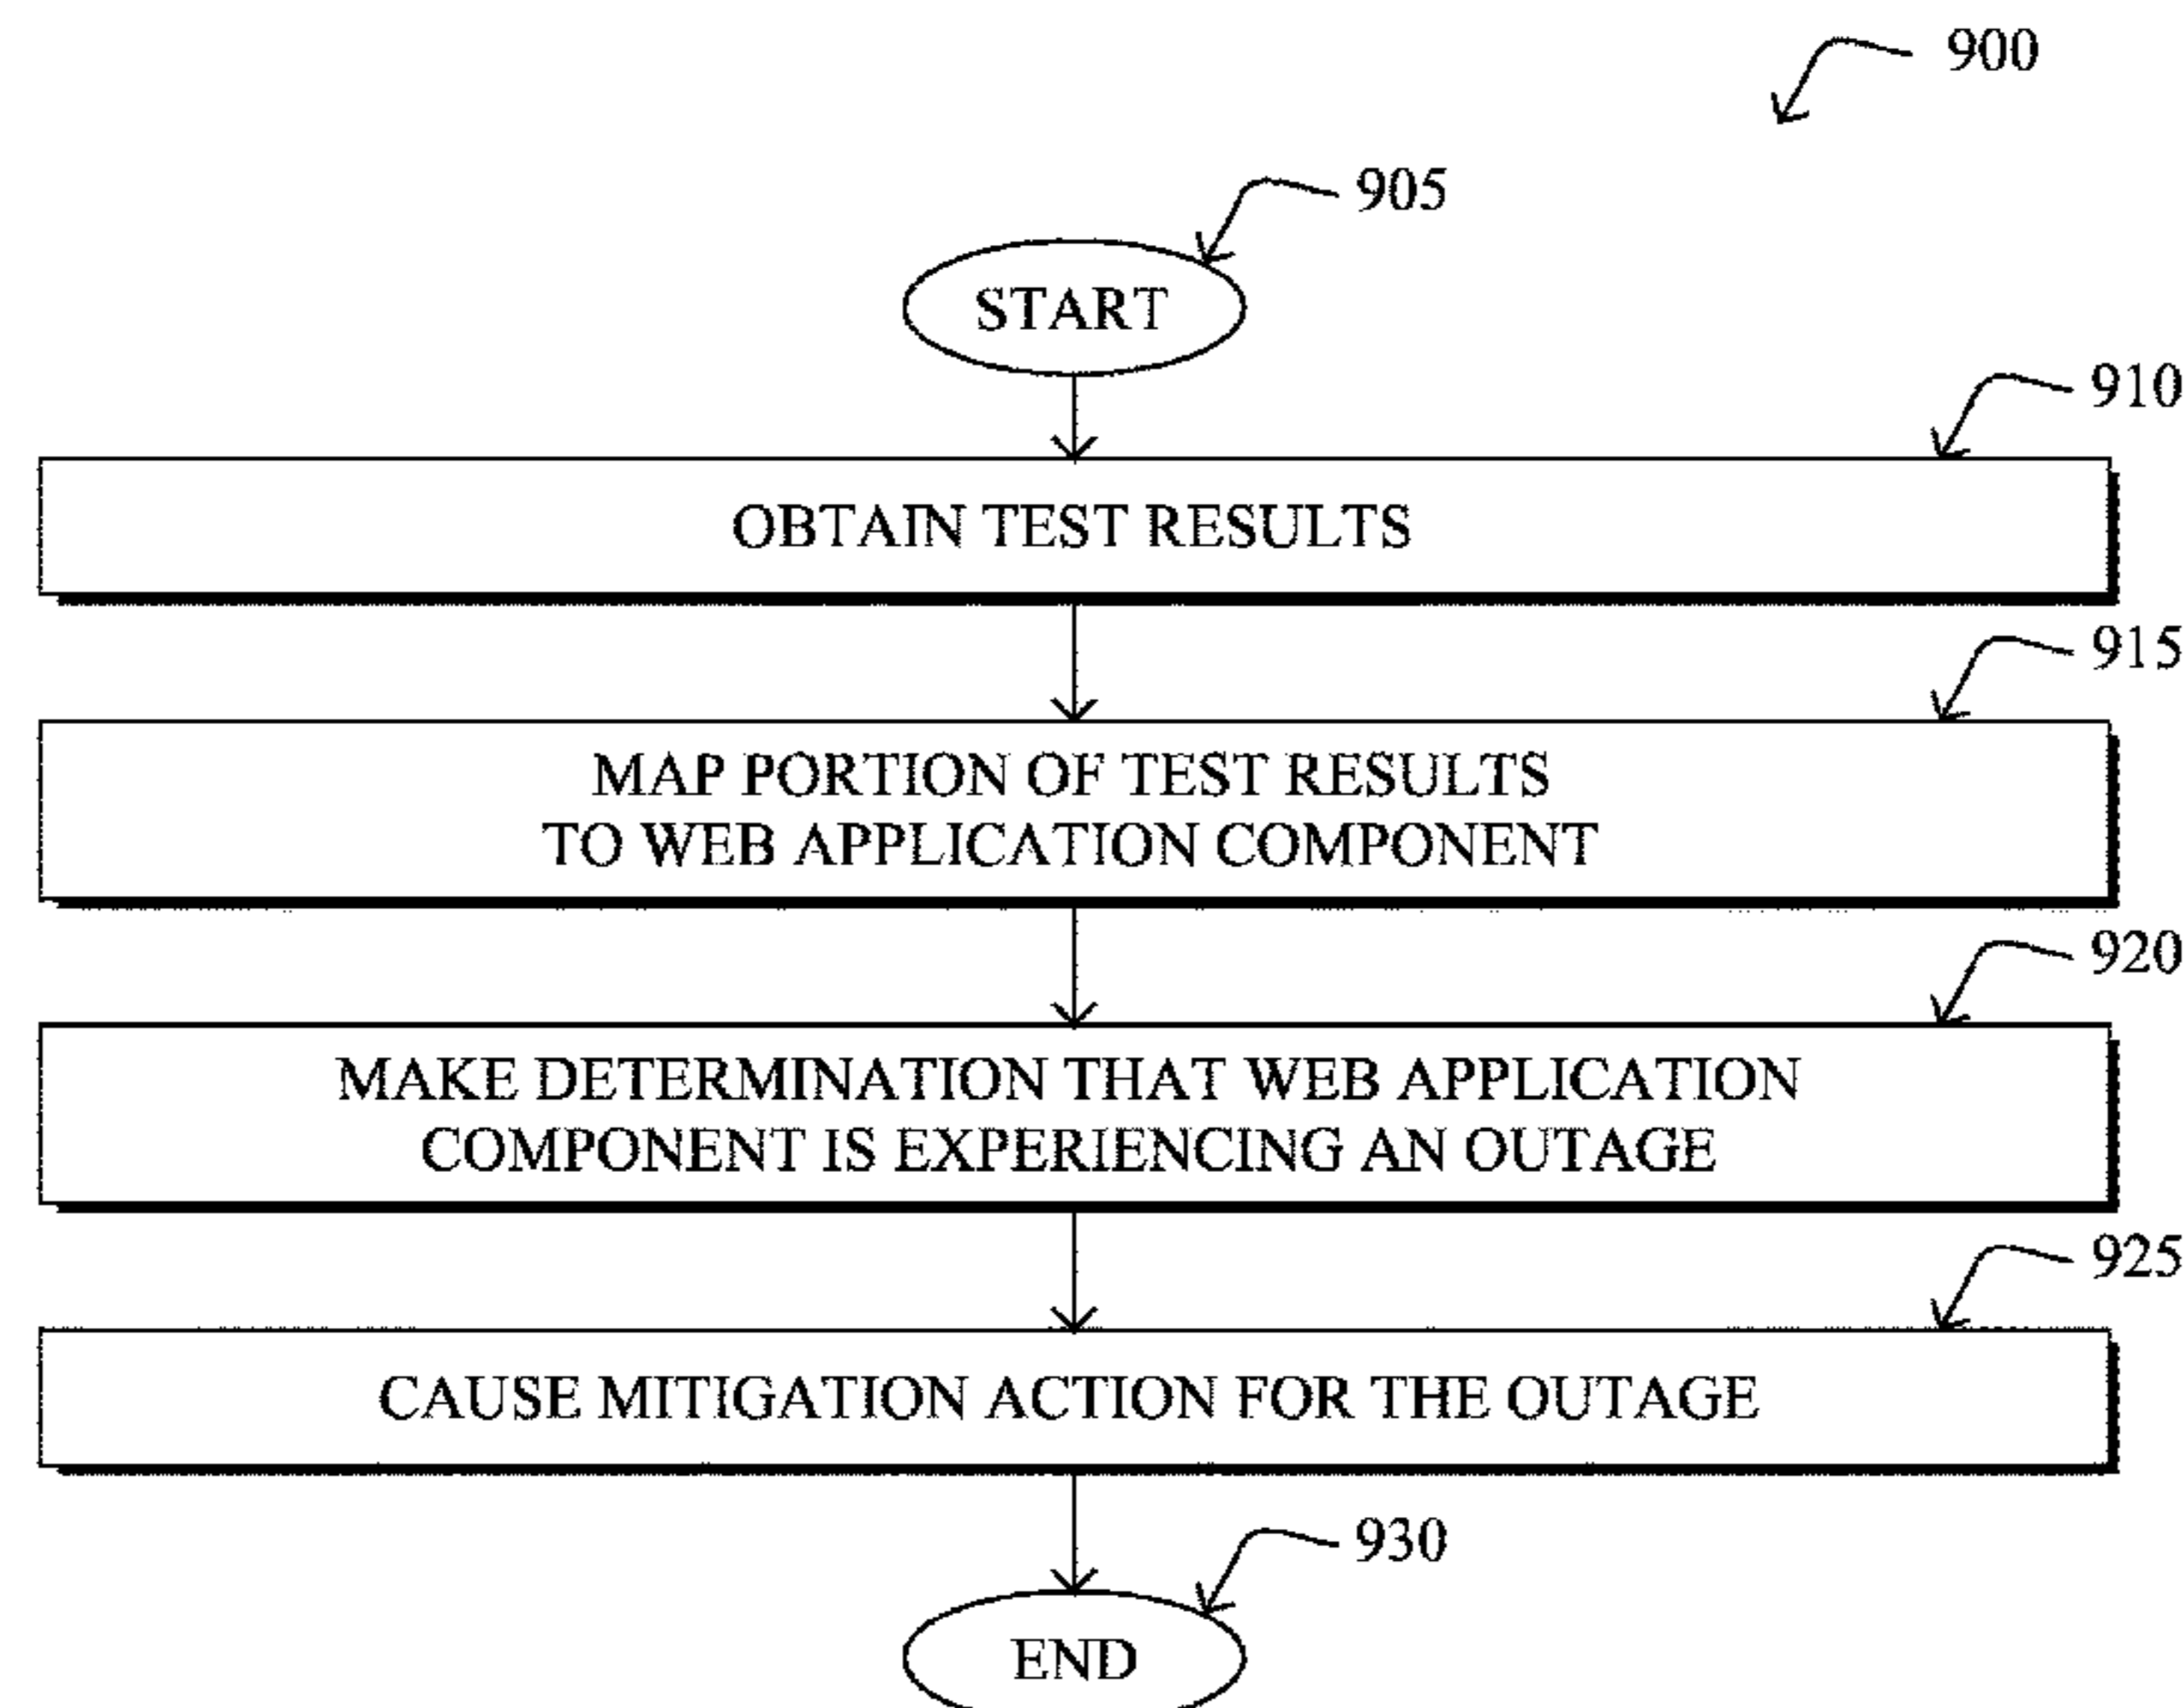 900
905
START
910
OBTAIN TEST RESULTS
915
MAP PORTION OF TEST RESULTS
TO WEB APPLICATION COMPONENT
920
MAKE DETERMINATION THAT WEB APPLICATION
COMPONENT IS EXPERIENCING AN OUTAGE
925
CAUSE MITIGATION ACTION FOR THE OUTAGE
930
END